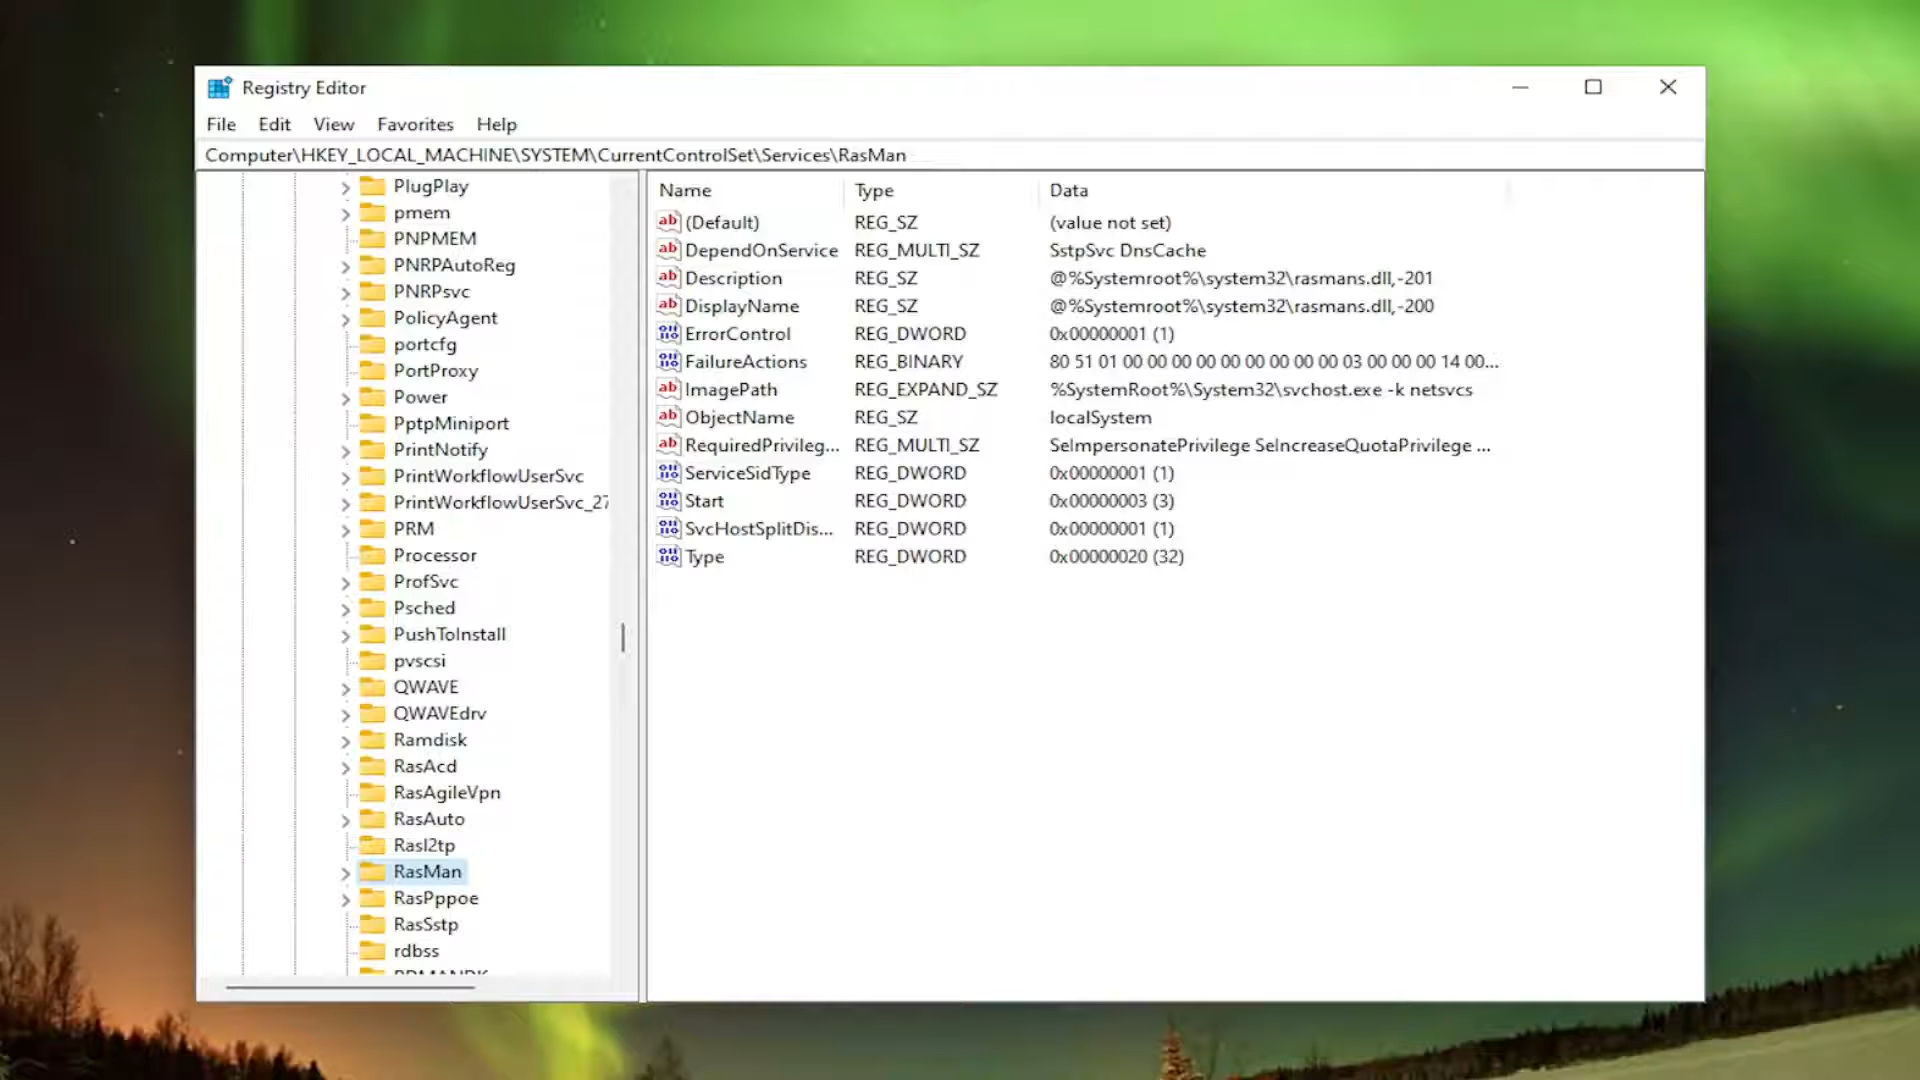 Registry Editor
File Edit View Favorites Help
Computer\HKEY_LOCAL_MACHINE\SYSTEM\CurrentControlSet\Services\RasMan
PlugPlay
pmem
PNPMEM
PNRPAutoReg
PNRPsvc
PolicyAgent
portcfg
PortProxy
Power
PptpMiniport
PrintNotify
PrintWorkflowUserSvc
PrintWorkflowUserSvc_27
PRM
Processor
ProfSvc
Psched
PushToInstall
pvscsi
QWAVE
QWAVEdrv
Ramdisk
RasAcd
RasAgileVpn
RasAuto
Rasl2tp
RasMan
RasPppoe
RasSstp
rdbss
Name Type Data
(Default) REG_SZ (value not set)
DependOnService REG_MULTI_SZ SstpSvc DnsCache
Description REG_SZ @%Systemroot%\system32\rasmans.dll,-201
DisplayName REG_SZ @%Systemroot%\system32\rasmans.dll,-200
ErrorControl REG_DWORD 0x00000001 (1)
FailureActions REG_BINARY 80 51 01 00 00 00 00 00 00 00 00 00 03 00 00 00 14 00...
ImagePath REG_EXPAND_SZ %SystemRoot%\System32\svchost.exe -k netsvcs
ObjectName REG_SZ localSystem
RequiredPrivileg... REG_MULTI_SZ SeImpersonatePrivilege SeIncreaseQuotaPrivilege ...
ServiceSidType REG_DWORD 0x00000001 (1)
Start REG_DWORD 0x00000003 (3)
SvcHostSplitDis... REG_DWORD 0x00000001 (1)
Type REG_DWORD 0x00000020 (32)